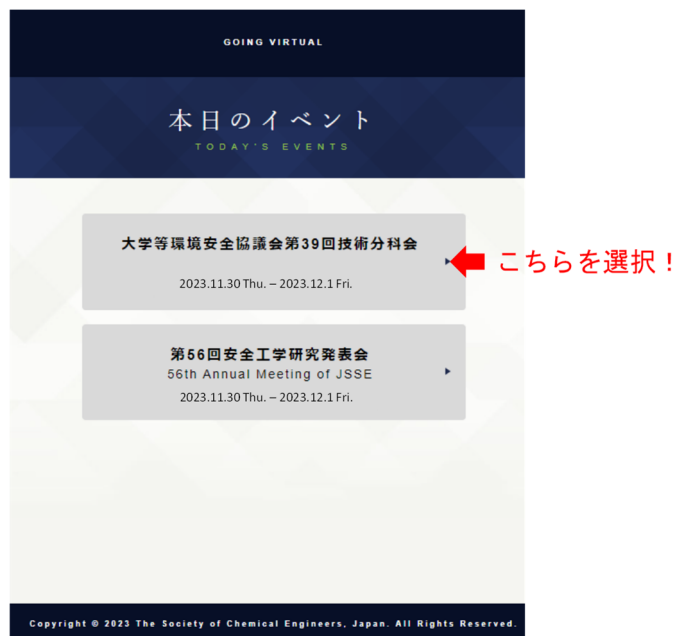 GOING VIRTUAL
本日のイベント
TODAY'S EVENTS
大学等環境安全協議会第39回技術分科会
こちらを選択！
2023.11.30 Thu. – 2023.12.1 Fri.
第56回安全工学研究発表会
56th Annual Meeting of JSSE
2023.11.30 Thu. – 2023.12.1 Fri.
Copyright © 2023 The Society of Chemical Engineers, Japan. All Rights Reserved.